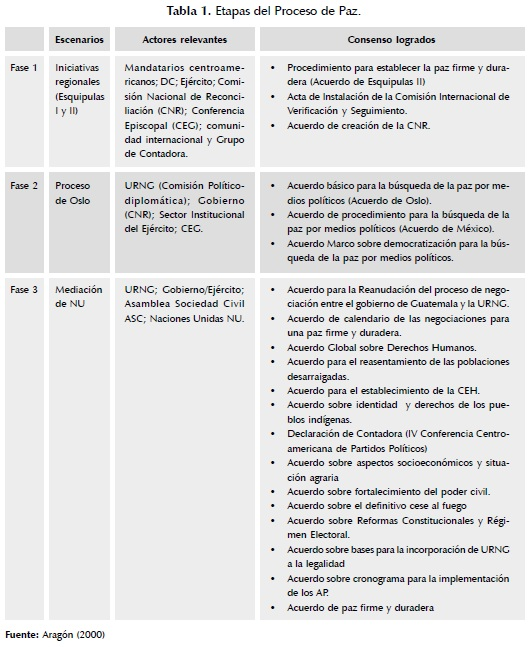 Tabla 1. Etapas del Proceso de Paz.
Escenarios
Actores relevantes
Consenso logrados
Fase 1
Iniciativas
regionales
(Esquipulas
I y II)
Mandatarios centroame-
ricanos; DC; Ejército; Comi-
sión Nacional de Reconci-
liación (CNR); Conferencia
Episcopal (CEG); comuni-
dad internacional y Grupo
de Contadora.
• Procedimiento para establecer la paz firme y dura-
dera (Acuerdo de Esquipulas II)
• Acta de Instalación de la Comisión Internacional de
Verificación y Seguimiento.
• Acuerdo de creación de la CNR.
Fase 2
Proceso
de Oslo
URNG (Comisión Político-
diplomática); Gobierno
(CNR); Sector Institucional
del Ejército; CEG.
• Acuerdo básico para la búsqueda de la paz por me-
dios políticos (Acuerdo de Oslo).
• Acuerdo de procedimiento para la búsqueda de la
paz por medios políticos (Acuerdo de México).
• Acuerdo Marco sobre democratización para la bús-
queda de la paz por medios políticos.
Fase 3
Mediación
de NU
URNG; Gobierno/Ejército;
Asamblea Sociedad Civil
ASC; Naciones Unidas NU.
• Acuerdo para la Reanudación del proceso de nego-
ciación entre el gobierno de Guatemala y la URNG.
• Acuerdo de calendario de las negociaciones para
una paz firme y duradera.
• Acuerdo Global sobre Derechos Humanos.
• Acuerdo para el reasentamiento de las poblaciones
desarraigadas.
• Acuerdo para el establecimiento de la CEH.
• Acuerdo sobre identidad y derechos de los pue-
blos indígenas.
• Declaración de Contadora (IV Conferencia Centro-
americana de Partidos Políticos)
• Acuerdo sobre aspectos socioeconómicos y situa-
ción agraria
• Acuerdo sobre fortalecimiento del poder civil.
• Acuerdo sobre el definitivo cese al fuego
• Acuerdo sobre Reformas Constitucionales y Régi-
men Electoral.
• Acuerdo sobre bases para la incorporación de URNG
a la legalidad
• Acuerdo sobre cronograma para la implementación
de los AP.
• Acuerdo de paz firme y duradera
Fuente: Aragón (2000)